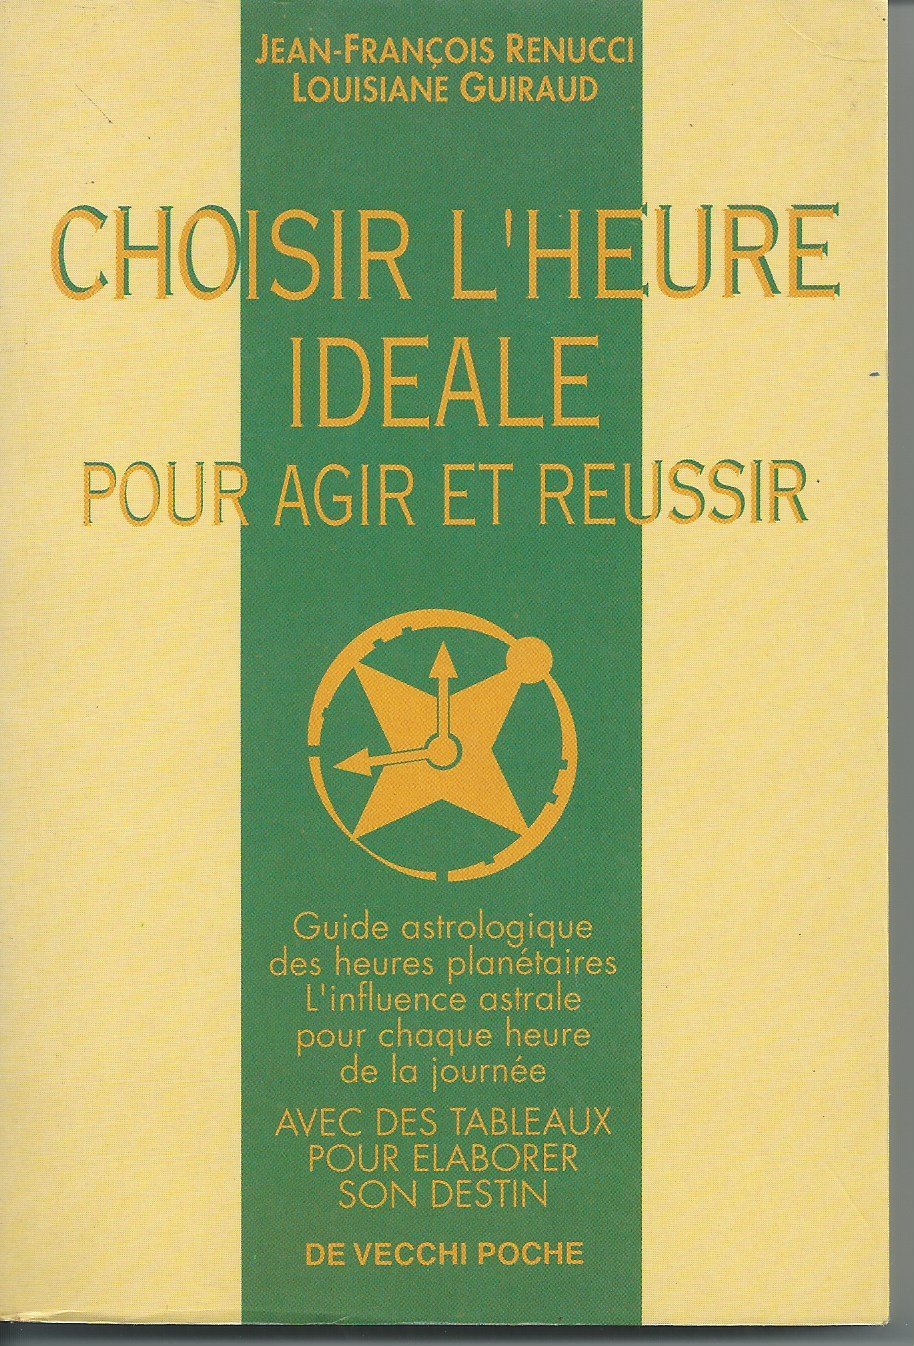 JEAN-FRANÇOIS RENUCCI
LOUISIANE GUIRAUD
CHOISIR L'HEURE
IDEALE
POUR AGIR ET REUSSIR
Guide astrologique
des heures planétaires
L'influence astrale
pour chaque heure
de la journée
AVEC DES TABLEAUX
POUR ELABORER
SON DESTIN
DE VECCHI POCHE